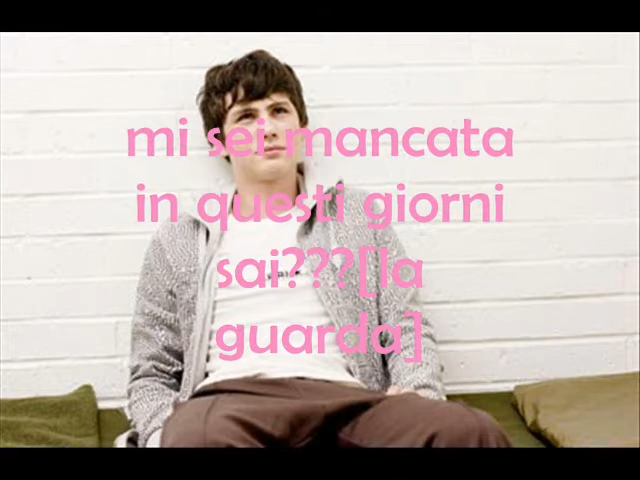 mi sei mancata
in questi giorni
sai???[la
guarda]